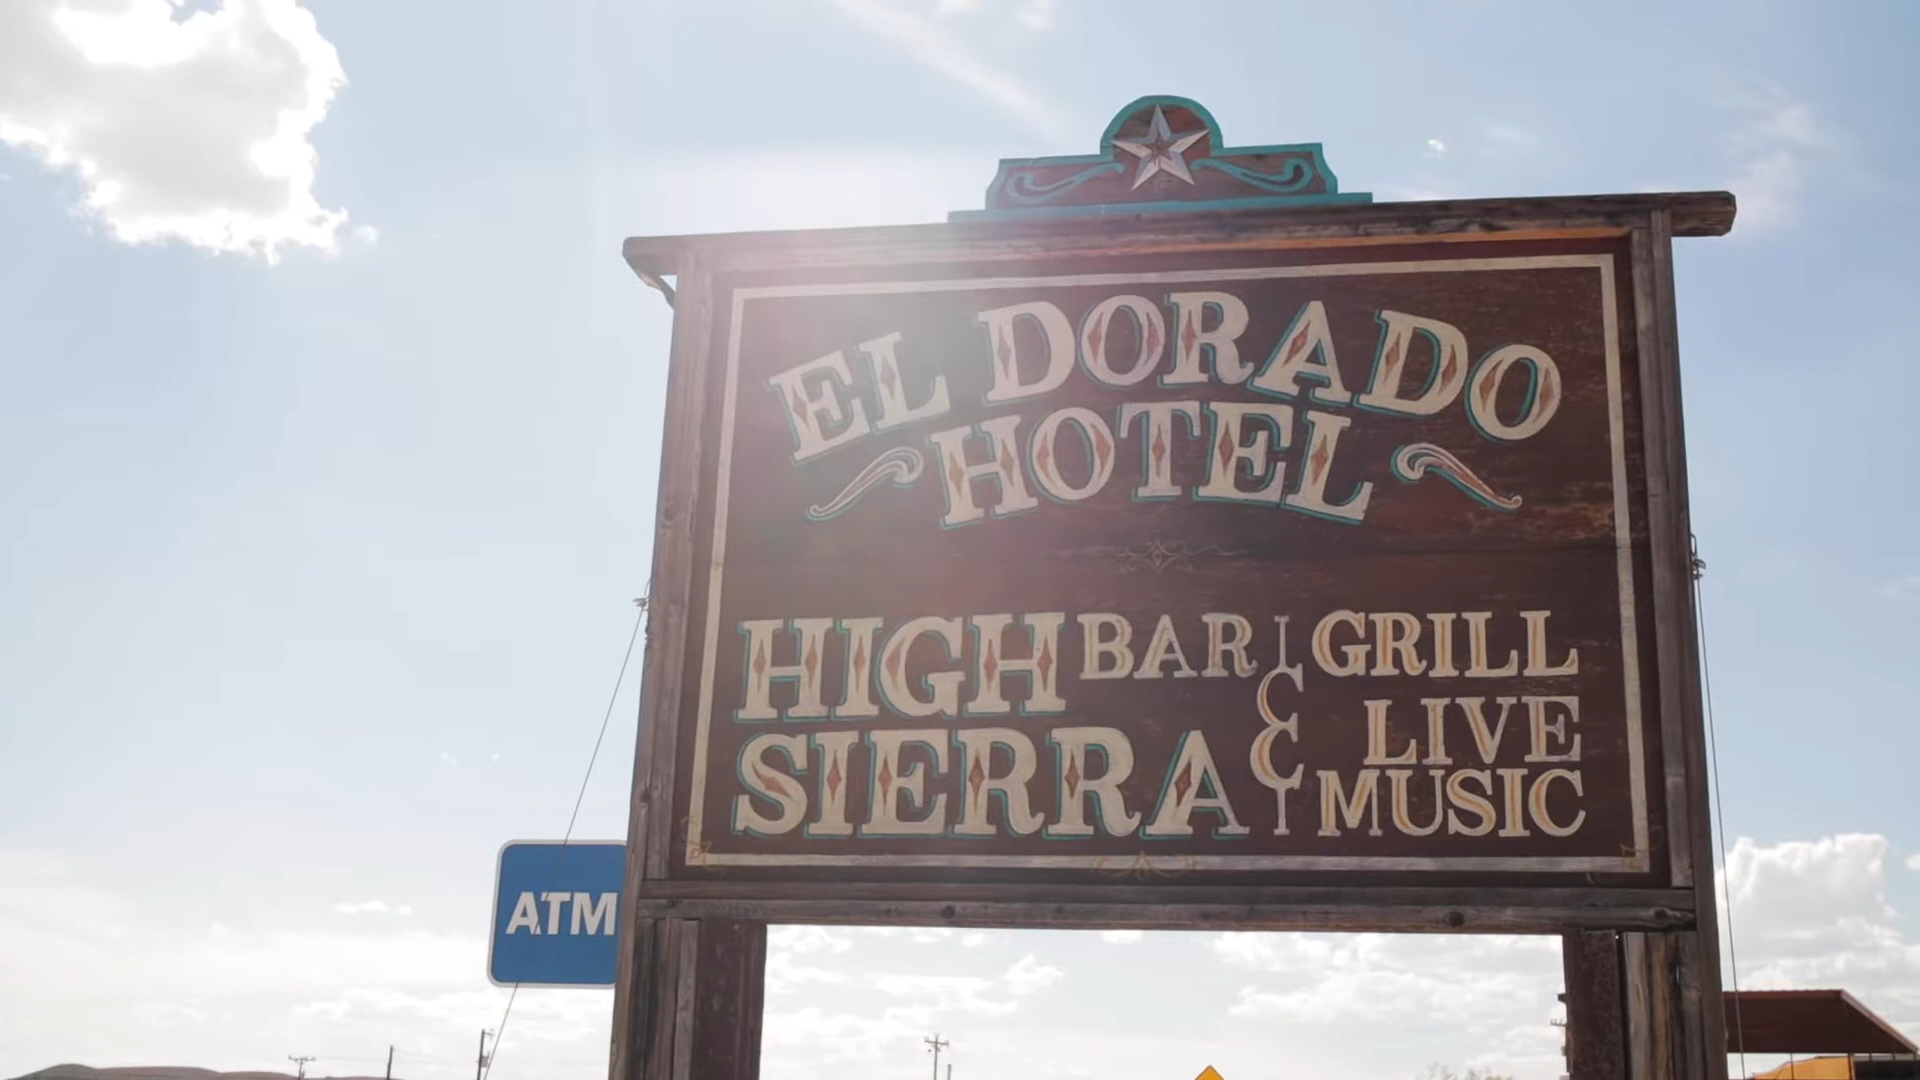 EL DORADO
HOTEL
HIGH SIERRA
BAR & GRILL
LIVE
MUSIC
ATM